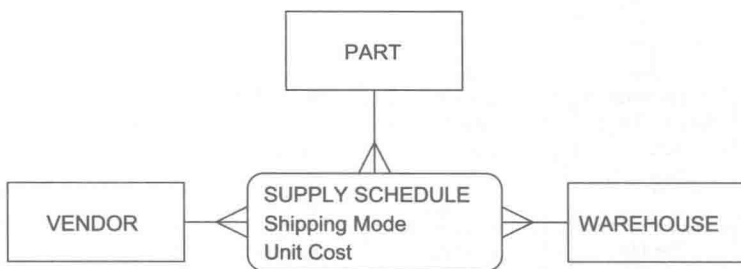 PART
SUPPLY SCHEDULE
Shipping Mode
Unit Cost
VENDOR
WAREHOUSE